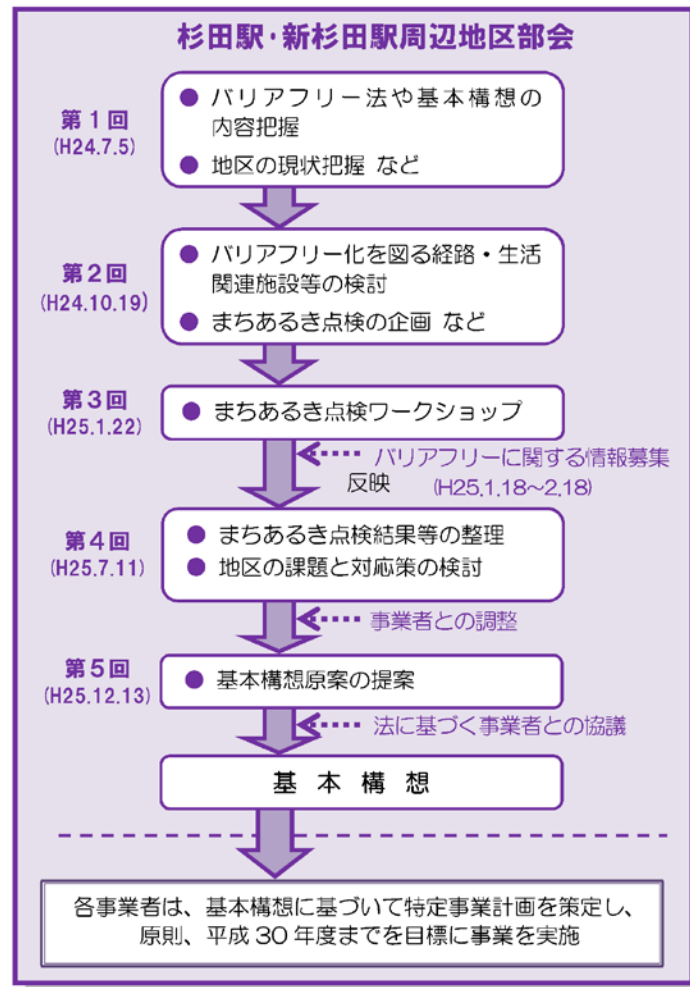 杉田駅・新杉田駅周辺地区部会
第1回
(H24.7.5)
● バリアフリー法や基本構想の
内容把握
● 地区の現状把握 など
第2回
(H24.10.19)
● バリアフリー化を図る経路・生活
関連施設等の検討
● まちあるき点検の企画 など
第3回
(H25.1.22)
● まちあるき点検ワークショップ
バリアフリーに関する情報募集
反映 (H25.1.18~2.18)
第4回
(H25.7.11)
● まちあるき点検結果等の整理
● 地区の課題と対応策の検討
事業者との調整
第5回
(H25.12.13)
● 基本構想原案の提案
法に基づく事業者との協議
基 本 構 想
各事業者は、基本構想に基づいて特定事業計画を策定し、
原則、平成30年度までを目標に事業を実施